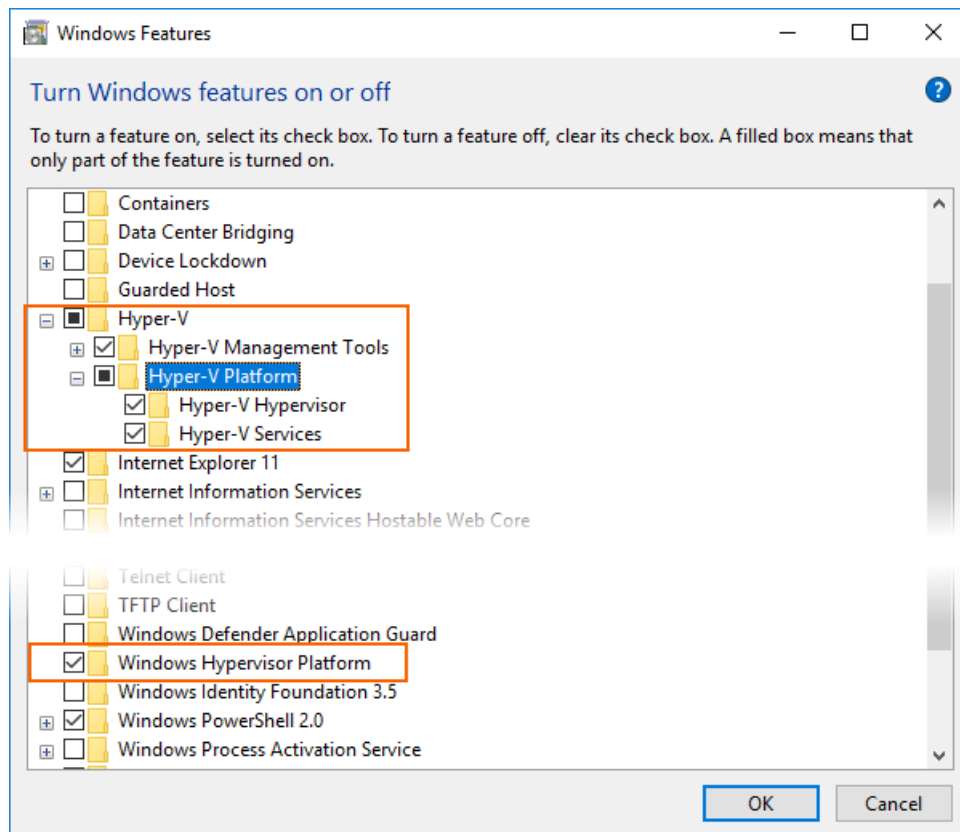 Windows Features
Turn Windows features on or off
To turn a feature on, select its check box. To turn a feature off, clear its check box. A filled box means that
only part of the feature is turned on.
Containers
Data Center Bridging
Device Lockdown
Guarded Host
Hyper-V
Hyper-V Management Tools
Hyper-V Platform
Hyper-V Hypervisor
Hyper-V Services
Internet Explorer 11
Internet Information Services
Internet Information Services Hostable Web Core
Telnet Client
TFTP Client
Windows Defender Application Guard
Windows Hypervisor Platform
Windows Identity Foundation 3.5
Windows PowerShell 2.0
Windows Process Activation Service
OK
Cancel